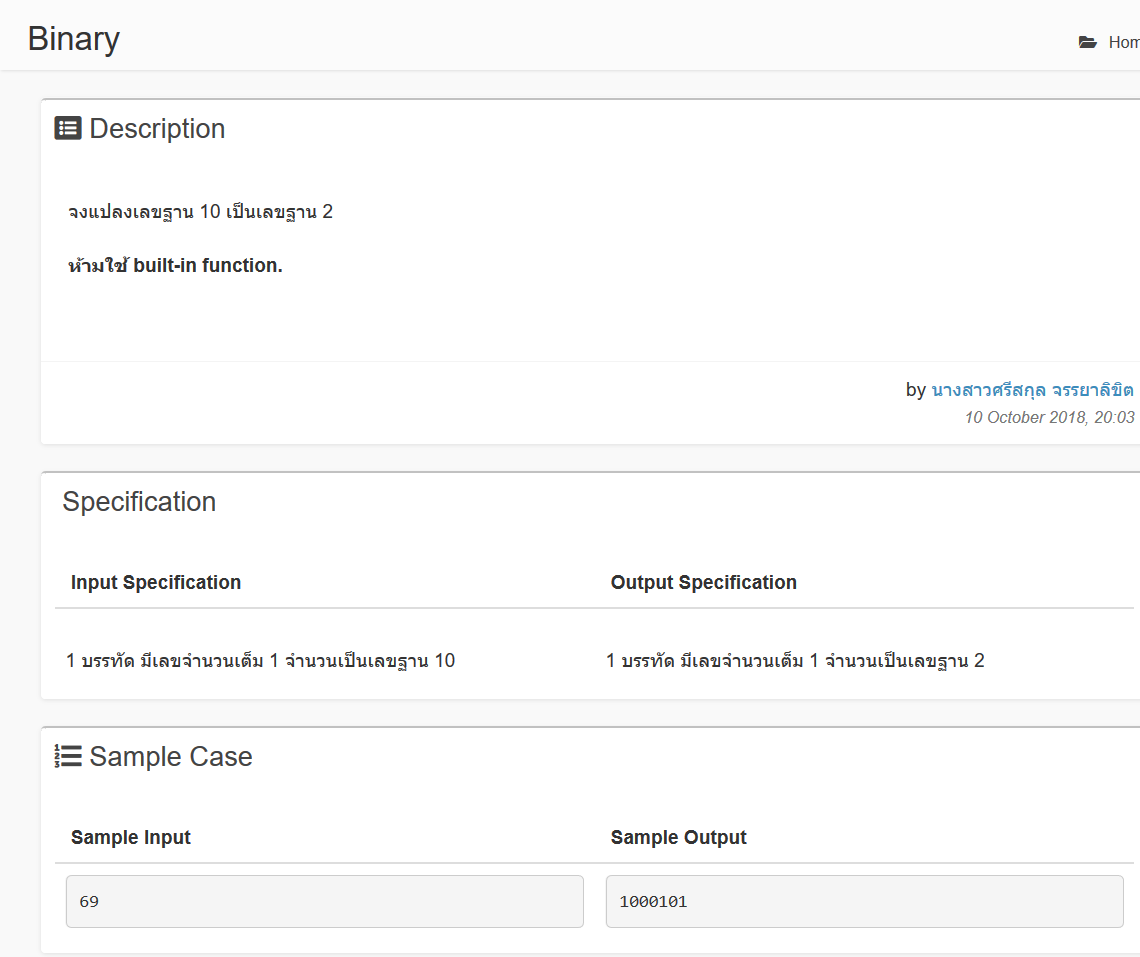 Binary
Hom
Description
จงแปลงเลขฐาน 10 เป็นเลขฐาน 2
ห้ามใช้ built-in function.
by นางสาวศรีสกุล จรรยาลิขิต
10 October 2018, 20:03
Specification
Input Specification Output Specification
1 บรรทัด มีเลขจำนวนเต็ม 1 จำนวนเป็นเลขฐาน 10 1 บรรทัด มีเลขจำนวนเต็ม 1 จำนวนเป็นเลขฐาน 2
Sample Case
Sample Input Sample Output
69 1000101